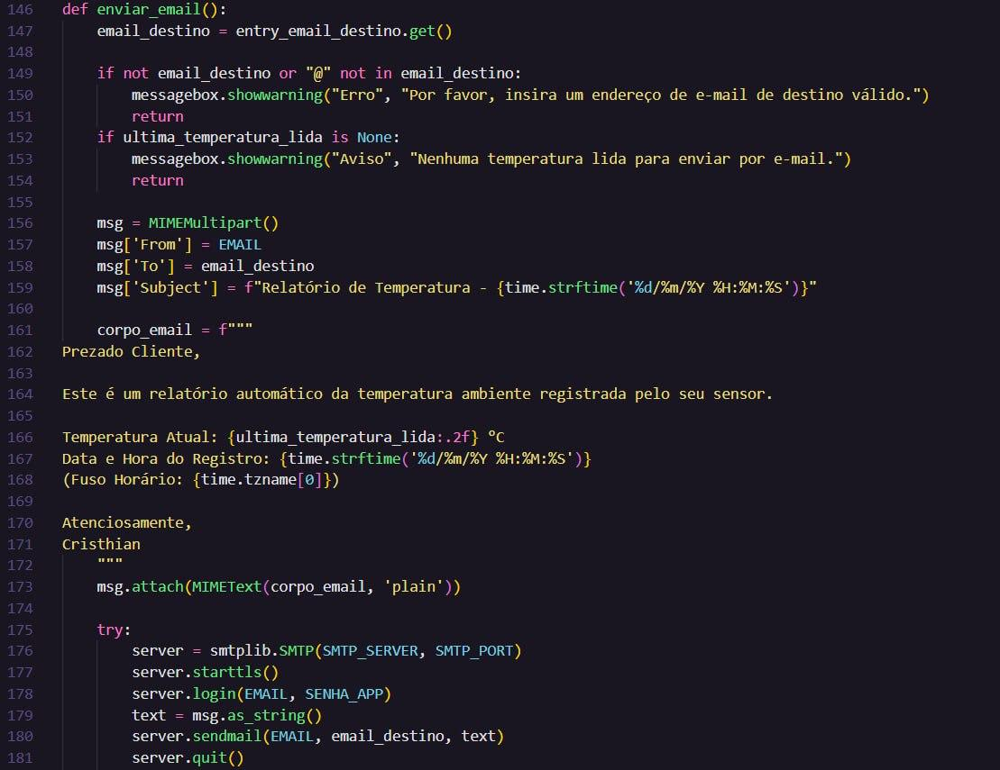 146 def enviar_email():
147     email_destino = entry_email_destino.get()
148
149     if not email_destino or "@" not in email_destino:
150         messagebox.showwarning("Erro", "Por favor, insira um endereço de e-mail de destino válido.")
151         return
152     if ultima_temperatura_lida is None:
153         messagebox.showwarning("Aviso", "Nenhuma temperatura lida para enviar por e-mail.")
154         return
155
156     msg = MIMEMultipart()
157     msg['From'] = EMAIL
158     msg['To'] = email_destino
159     msg['Subject'] = f"Relatório de Temperatura - {time.strftime('%d/%m/%Y %H:%M:%S')}"
160
161     corpo_email = f"""
162 Prezado Cliente,
163
164 Este é um relatório automático da temperatura ambiente registrada pelo seu sensor.
165
166 Temperatura Atual: {ultima_temperatura_lida:.2f} ºC
167 Data e Hora do Registro: {time.strftime('%d/%m/%Y %H:%M:%S')}
168 (Fuso Horário: {time.tzname[0]})
169
170 Atenciosamente,
171 Cristhian
172     """
173     msg.attach(MIMEText(corpo_email, 'plain'))
174
175     try:
176         server = smtplib.SMTP(SMTP_SERVER, SMTP_PORT)
177         server.starttls()
178         server.login(EMAIL, SENHA_APP)
179         text = msg.as_string()
180         server.sendmail(EMAIL, email_destino, text)
181         server.quit()